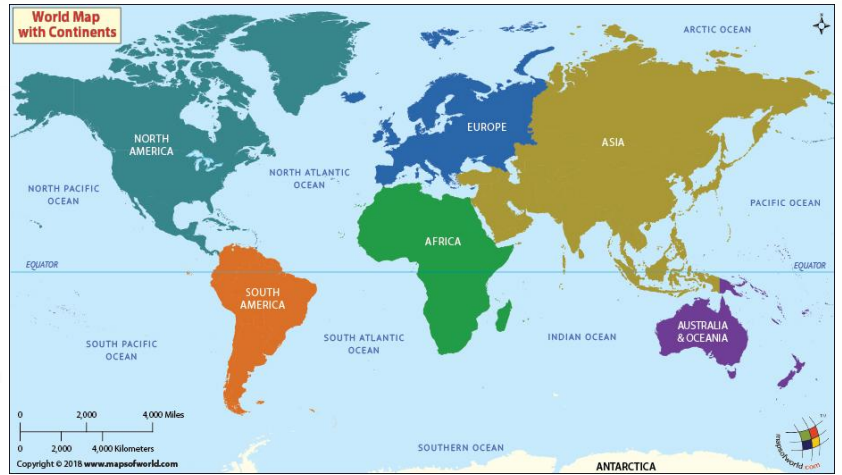 World Map
with Continents
ARCTIC OCEAN
NORTH
AMERICA
EUROPE
ASIA
NORTH ATLANTIC
OCEAN
NORTH PACIFIC
OCEAN
PACIFIC OCEAN
AFRICA
EQUATOR
EQUATOR
SOUTH
AMERICA
AUSTRALIA
& OCEANIA
SOUTH PACIFIC
OCEAN
SOUTH ATLANTIC
OCEAN
INDIAN OCEAN
0 2,000 4,000 Miles
0 2,000 4,000 Kilometers
SOUTHERN OCEAN
Copyright © 2018 www.mapsofworld.com
ANTARCTICA
mapsofworld.com